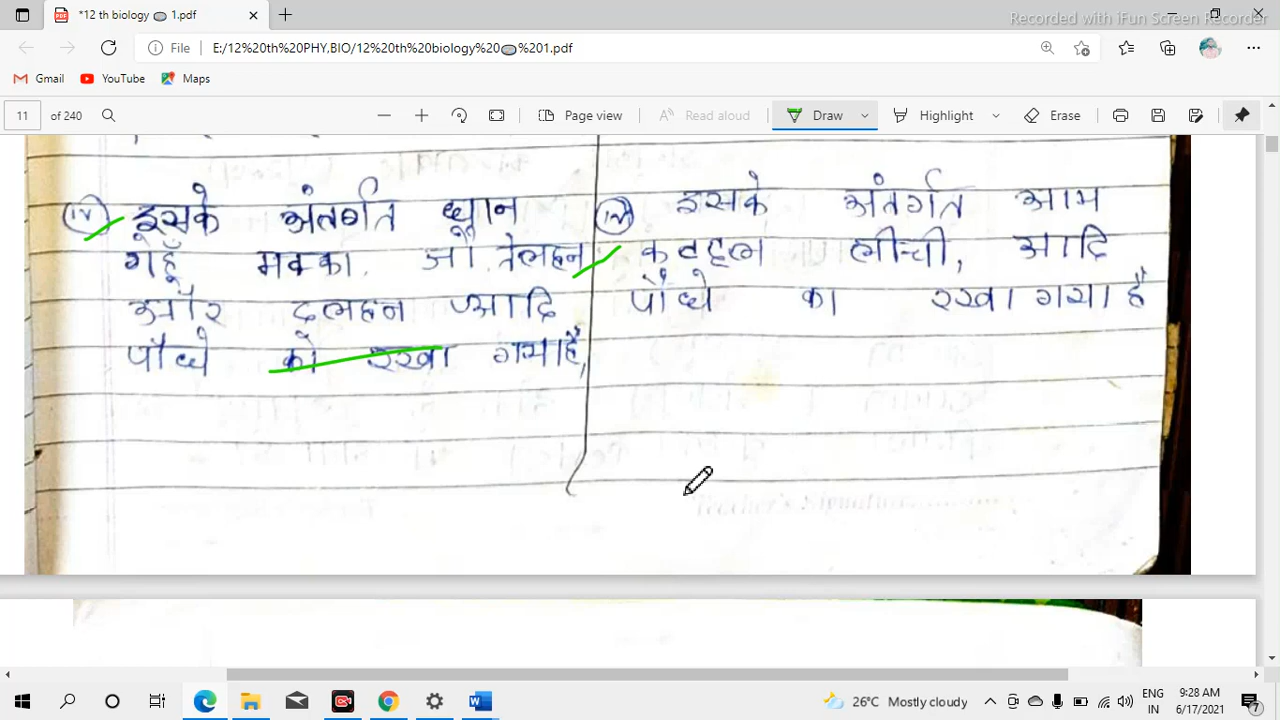 *12 th biology 1.pdf
Recorded with iFun Screen Recorder
File E:/12%20th%20PHY,BIO/12%20th%20biology%20 %201.pdf
Gmail YouTube Maps
11 of 240 Page view Read aloud Draw Highlight Erase
(iv) इसके अंतर्गत धान
गेहूँ मक्का. जौ तेलहन
और दलहन आदि
पौधे को रखा गया है,
(iv) इसके अंतर्गत आम
कटहल लीची, आदि
पौधे का रखा गया है
26°C Mostly cloudy ENG IN 9:28 AM 6/17/2021 7